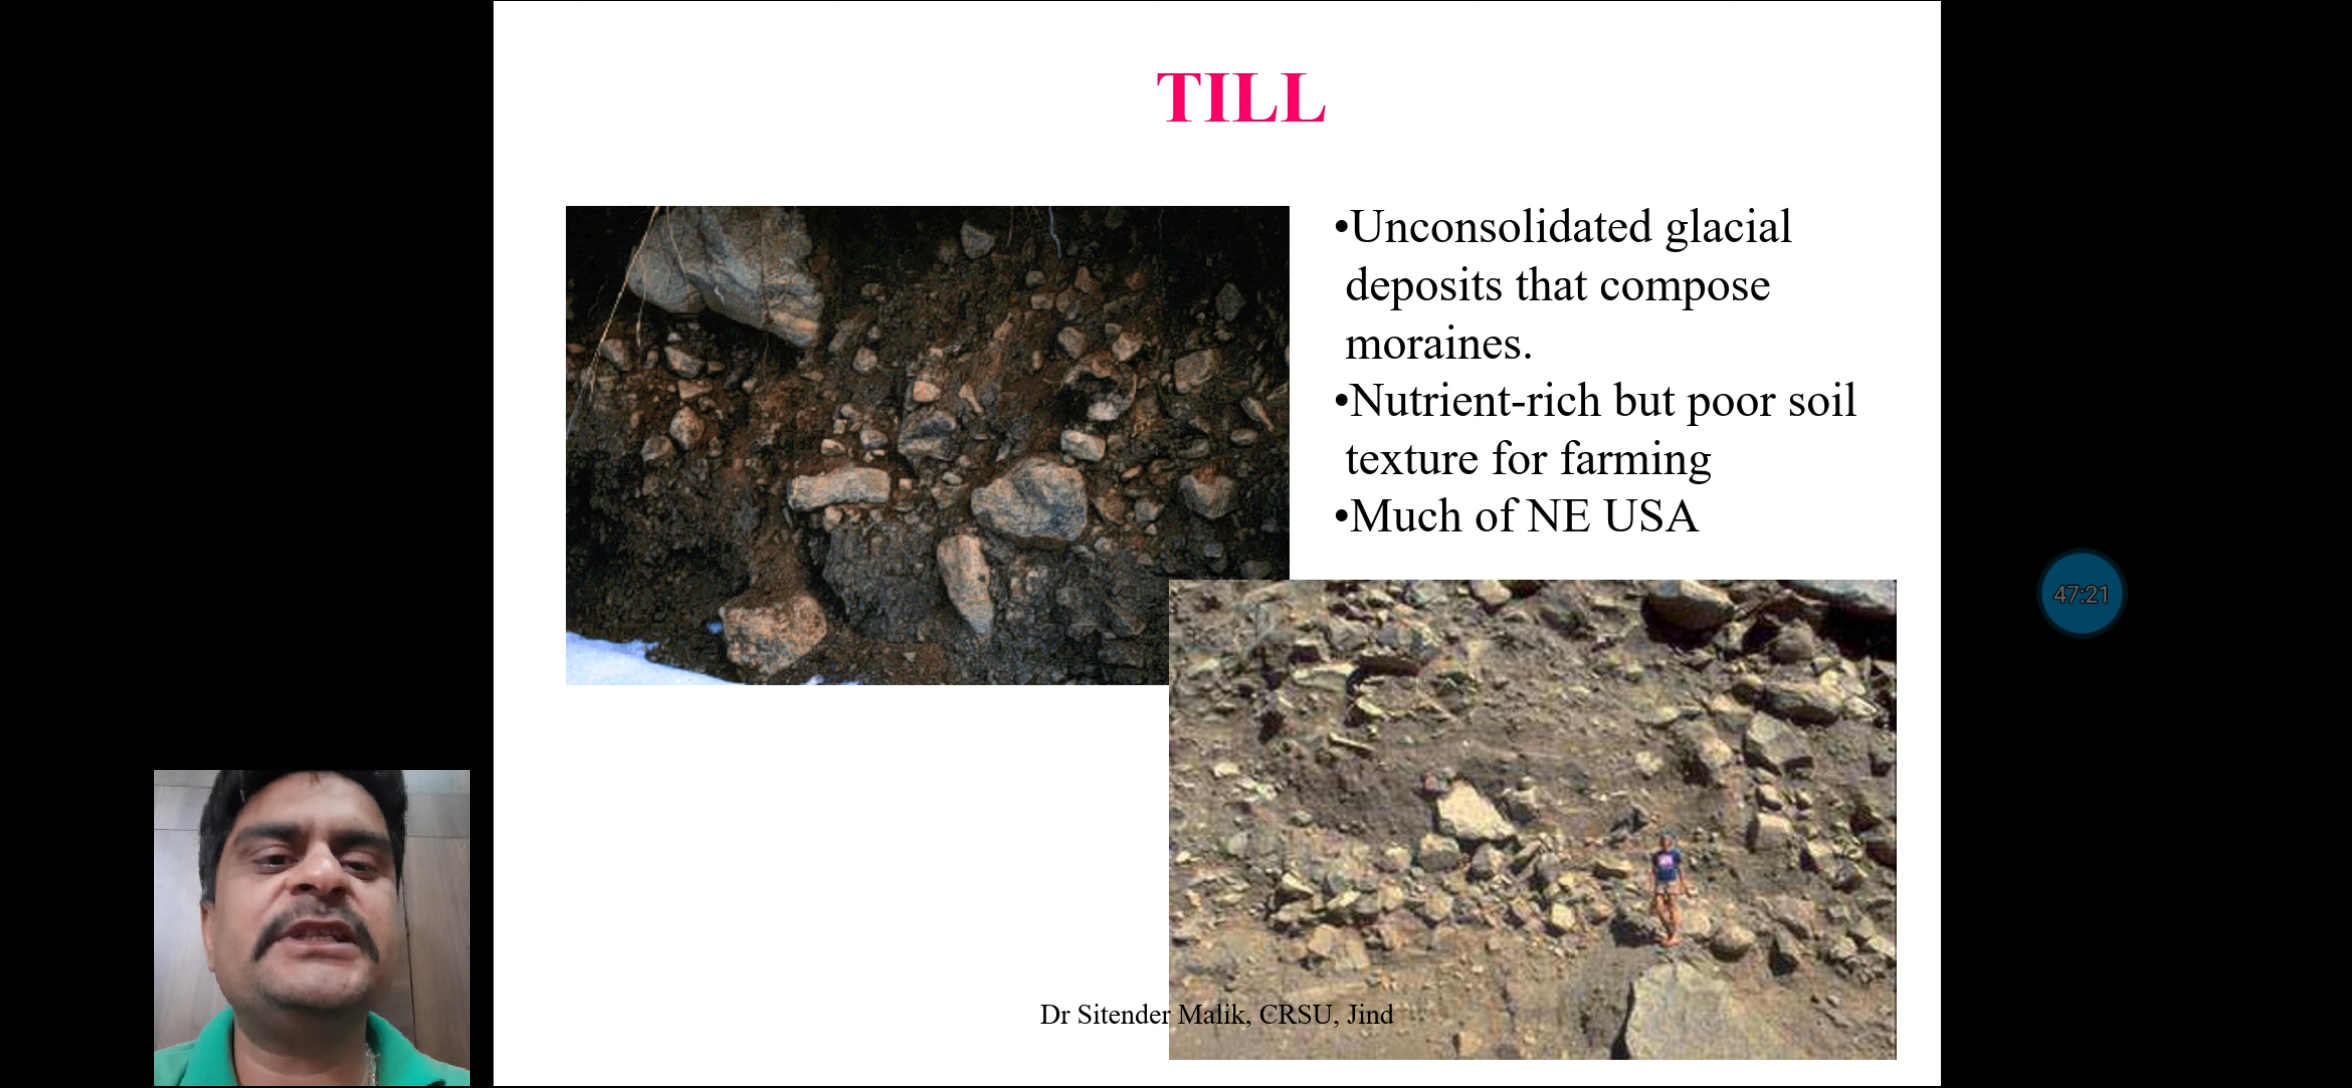 TILL
•Unconsolidated glacial
deposits that compose
moraines.
•Nutrient-rich but poor soil
texture for farming
•Much of NE USA
47:21
Dr Sitender Malik, CRSU, Jind